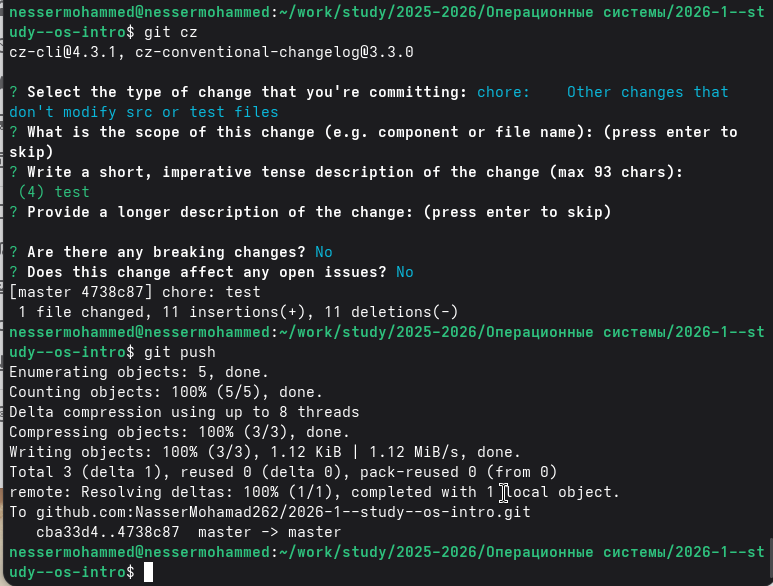 nessermohammed@nessermohammed:~/work/study/2025-2026/Операционные системы/2026-1--st
udy--os-intro$ git cz
cz-cli@4.3.1, cz-conventional-changelog@3.3.0
? Select the type of change that you're committing: chore:    Other changes that
don't modify src or test files
? What is the scope of this change (e.g. component or file name): (press enter to
skip)
? Write a short, imperative tense description of the change (max 93 chars):
 (4) test
? Provide a longer description of the change: (press enter to skip)
? Are there any breaking changes? No
? Does this change affect any open issues? No
[master 4738c87] chore: test
 1 file changed, 11 insertions(+), 11 deletions(-)
nessermohammed@nessermohammed:~/work/study/2025-2026/Операционные системы/2026-1--st
udy--os-intro$ git push
Enumerating objects: 5, done.
Counting objects: 100% (5/5), done.
Delta compression using up to 8 threads
Compressing objects: 100% (3/3), done.
Writing objects: 100% (3/3), 1.12 KiB | 1.12 MiB/s, done.
Total 3 (delta 1), reused 0 (delta 0), pack-reused 0 (from 0)
remote: Resolving deltas: 100% (1/1), completed with 1 local object.
To github.com:NasserMohamad262/2026-1--study--os-intro.git
   cba33d4..4738c87  master -> master
nessermohammed@nessermohammed:~/work/study/2025-2026/Операционные системы/2026-1--st
udy--os-intro$